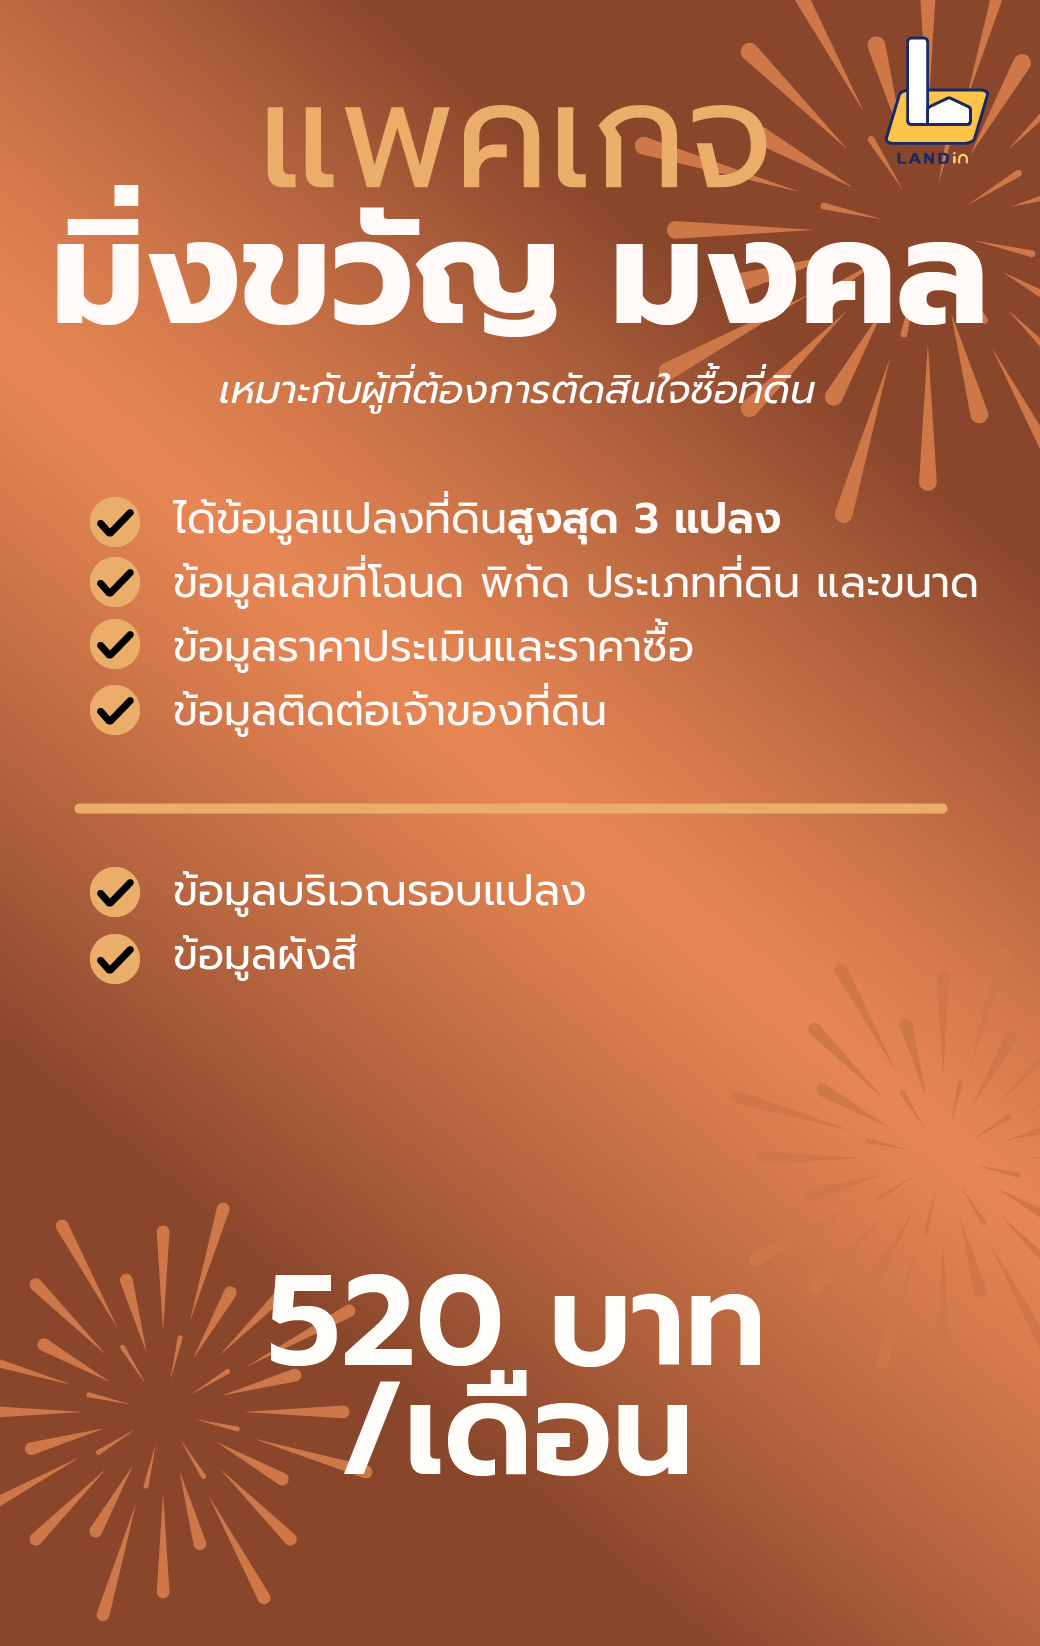 LANDin
แพคเกจ
มิ่งขวัญ มงคล
เหมาะกับผู้ที่ต้องการตัดสินใจซื้อที่ดิน
ได้ข้อมูลแปลงที่ดินสูงสุด 3 แปลง
ข้อมูลเลขที่โฉนด พิกัด ประเภทที่ดิน และขนาด
ข้อมูลราคาประเมินและราคาซื้อ
ข้อมูลติดต่อเจ้าของที่ดิน
ข้อมูลบริเวณรอบแปลง
ข้อมูลผังสี
520 บาท
/เดือน